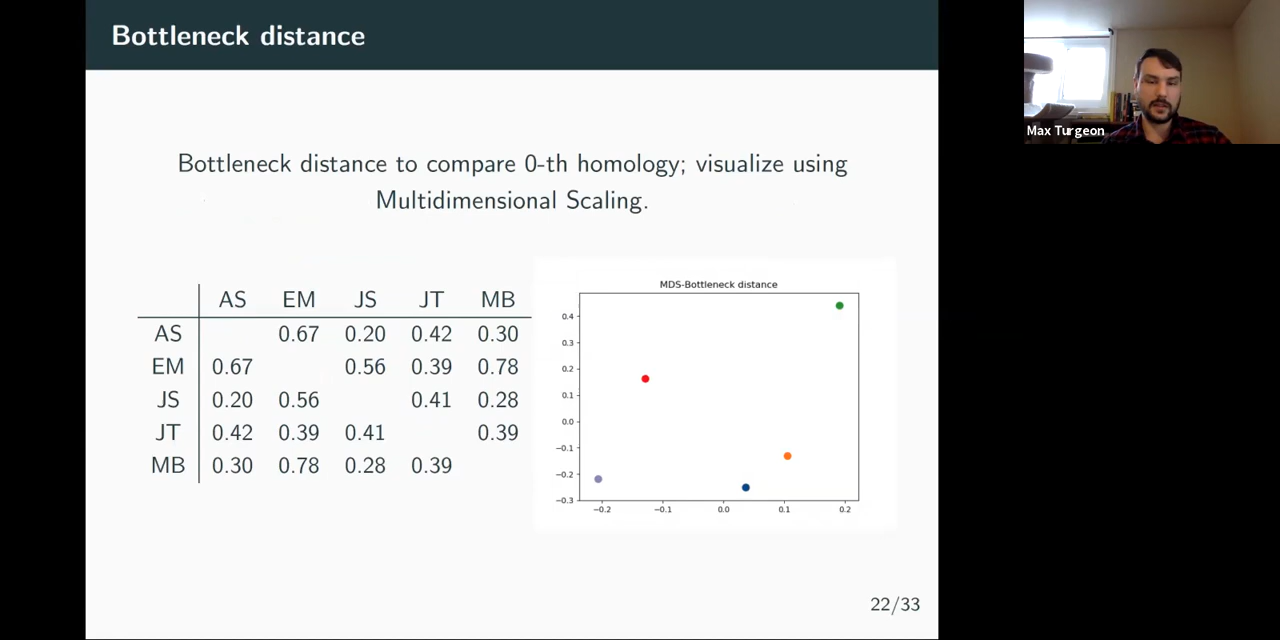 Bottleneck distance
Bottleneck distance to compare 0-th homology; visualize using
Multidimensional Scaling.
AS EM JS JT MB
AS 0.67 0.20 0.42 0.30
EM 0.67 0.56 0.39 0.78
JS 0.20 0.56 0.41 0.28
JT 0.42 0.39 0.41 0.39
MB 0.30 0.78 0.28 0.39
MDS-Bottleneck distance
0.4
0.3
0.2
0.1
0.0
−0.1
−0.2
−0.3
−0.2 −0.1 0.0 0.1 0.2
22/33
Max Turgeon